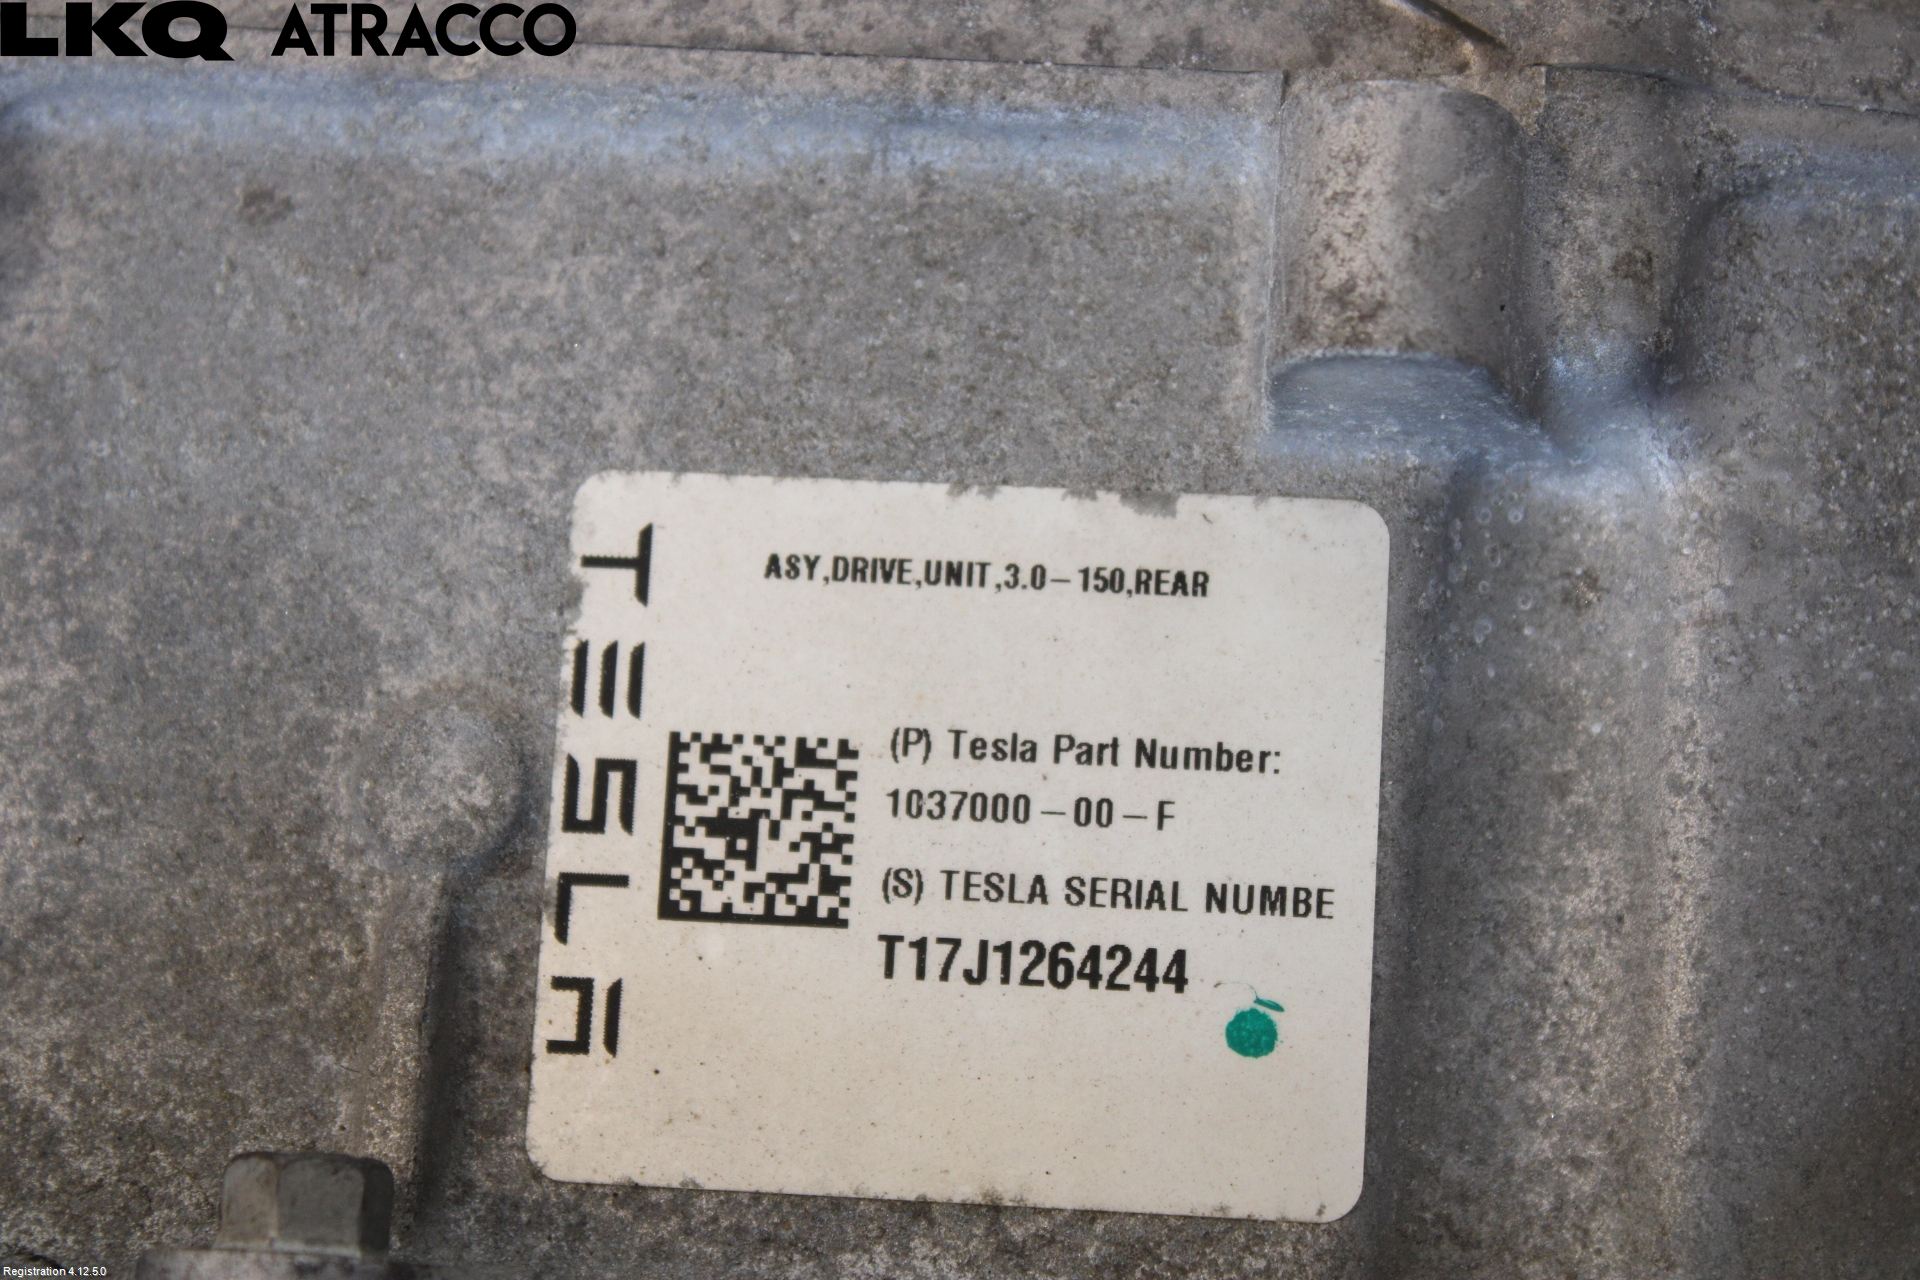 LKQ ATRACCO
TESLA
ASY,DRIVE,UNIT,3.0-150,REAR
(P) Tesla Part Number:
1037000-00-F
(S) TESLA SERIAL NUMBE
T17J1264244
Registration 4.12.5.0